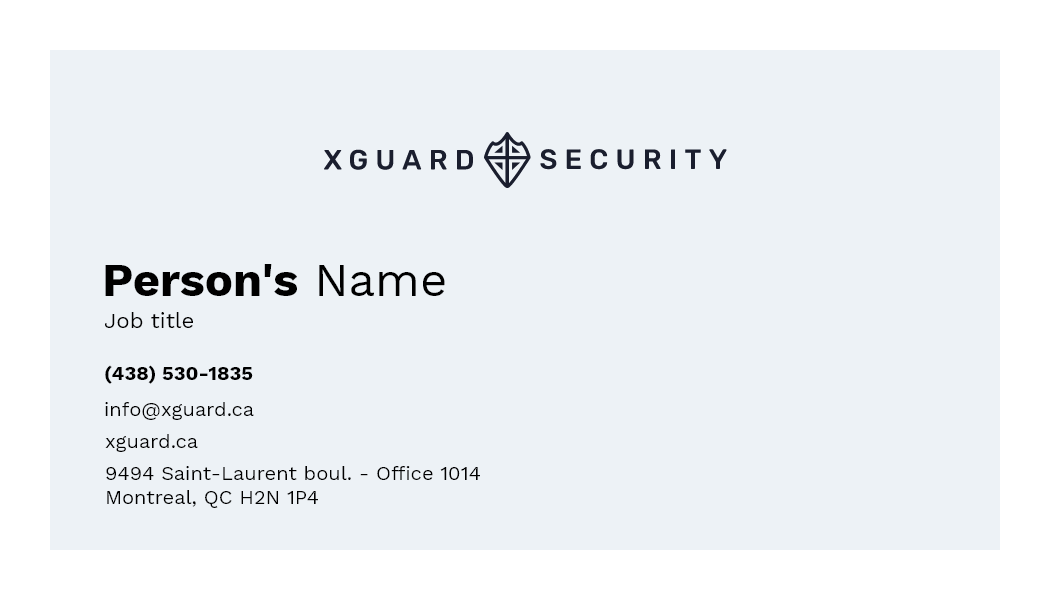 XGUARD SECURITY
Person's Name
Job title
(438) 530-1835
info@xguard.ca
xguard.ca
9494 Saint-Laurent boul. - Office 1014
Montreal, QC H2N 1P4